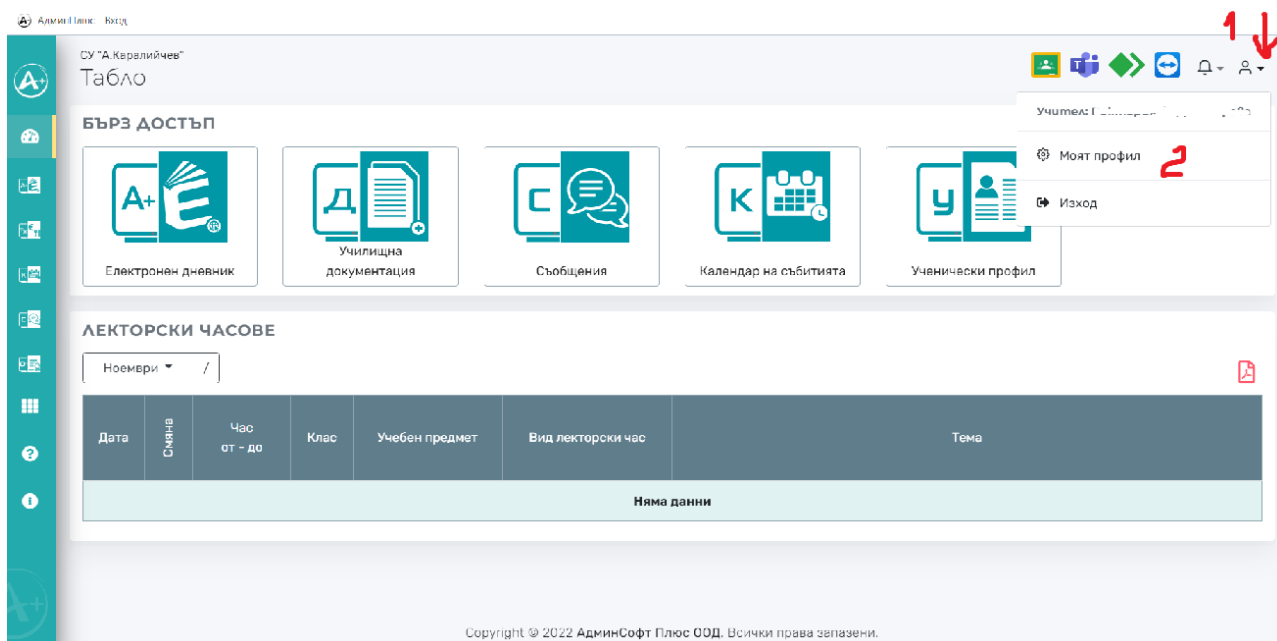 АдминПлюс Вход
1
СУ "А.Каралийчев"
Табло
Учител:
БЪРЗ ДОСТЪП
Моят профил 2
Изход
А+
Д
С
К
У
Електронен дневник
Училищна
документация
Съобщения
Календар на събитията
Ученически профил
ЛЕКТОРСКИ ЧАСОВЕ
Ноември /
Дата
Смяна
Час
от - до
Клас
Учебен предмет
Вид лекторски час
Тема
Няма данни
Copyright © 2022 АдминСофт Плюс ООД. Всички права запазени.